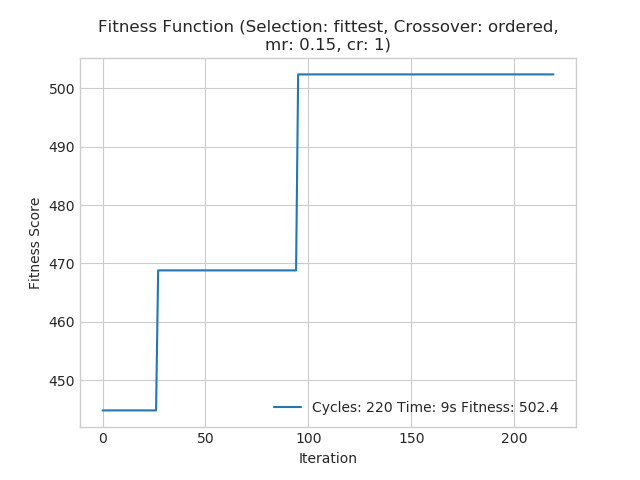 Fitness Function (Selection: fittest, Crossover: ordered,
mr: 0.15, cr: 1)
500
490
480
470
460
450
Fitness Score
Cycles: 220 Time: 9s Fitness: 502.4
0 50 100 150 200
Iteration